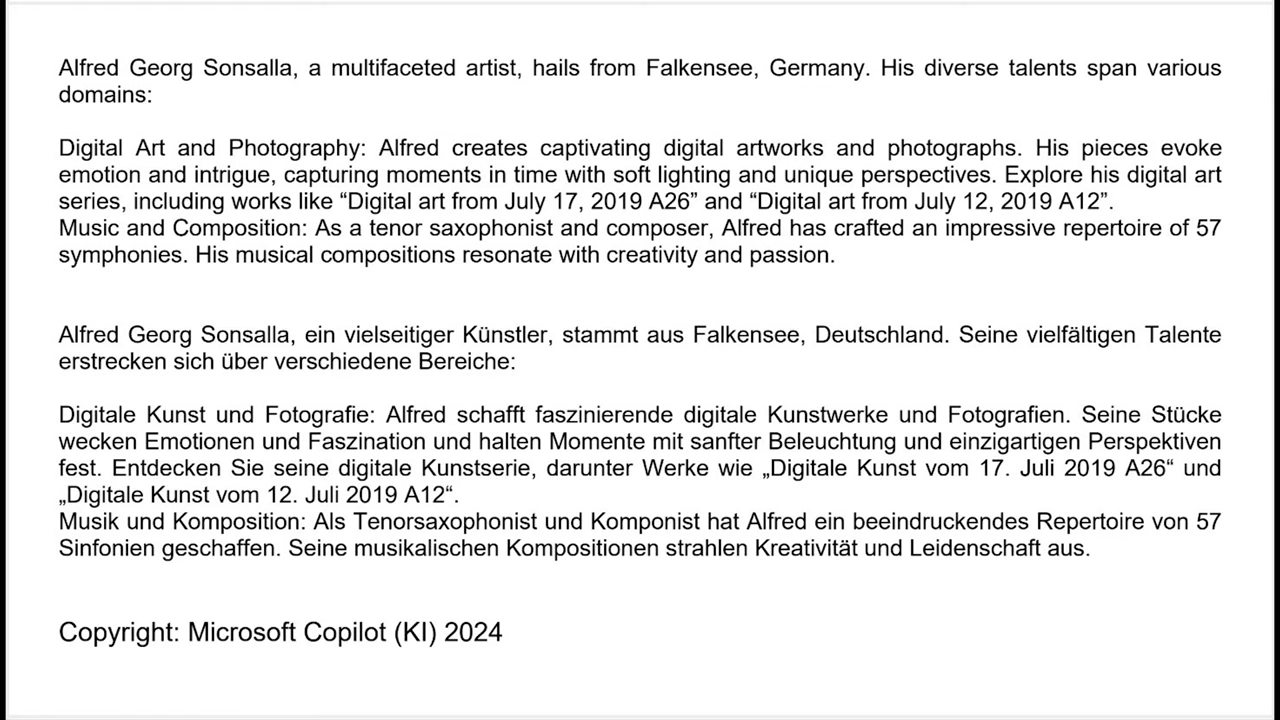 Alfred Georg Sonsalla, a multifaceted artist, hails from Falkensee, Germany. His diverse talents span various
domains:
Digital Art and Photography: Alfred creates captivating digital artworks and photographs. His pieces evoke
emotion and intrigue, capturing moments in time with soft lighting and unique perspectives. Explore his digital art
series, including works like “Digital art from July 17, 2019 A26” and “Digital art from July 12, 2019 A12”.
Music and Composition: As a tenor saxophonist and composer, Alfred has crafted an impressive repertoire of 57
symphonies. His musical compositions resonate with creativity and passion.
Alfred Georg Sonsalla, ein vielseitiger Künstler, stammt aus Falkensee, Deutschland. Seine vielfältigen Talente
erstrecken sich über verschiedene Bereiche:
Digitale Kunst und Fotografie: Alfred schafft faszinierende digitale Kunstwerke und Fotografien. Seine Stücke
wecken Emotionen und Faszination und halten Momente mit sanfter Beleuchtung und einzigartigen Perspektiven
fest. Entdecken Sie seine digitale Kunstserie, darunter Werke wie „Digitale Kunst vom 17. Juli 2019 A26“ und
„Digitale Kunst vom 12. Juli 2019 A12“.
Musik und Komposition: Als Tenorsaxophonist und Komponist hat Alfred ein beeindruckendes Repertoire von 57
Sinfonien geschaffen. Seine musikalischen Kompositionen strahlen Kreativität und Leidenschaft aus.
Copyright: Microsoft Copilot (KI) 2024